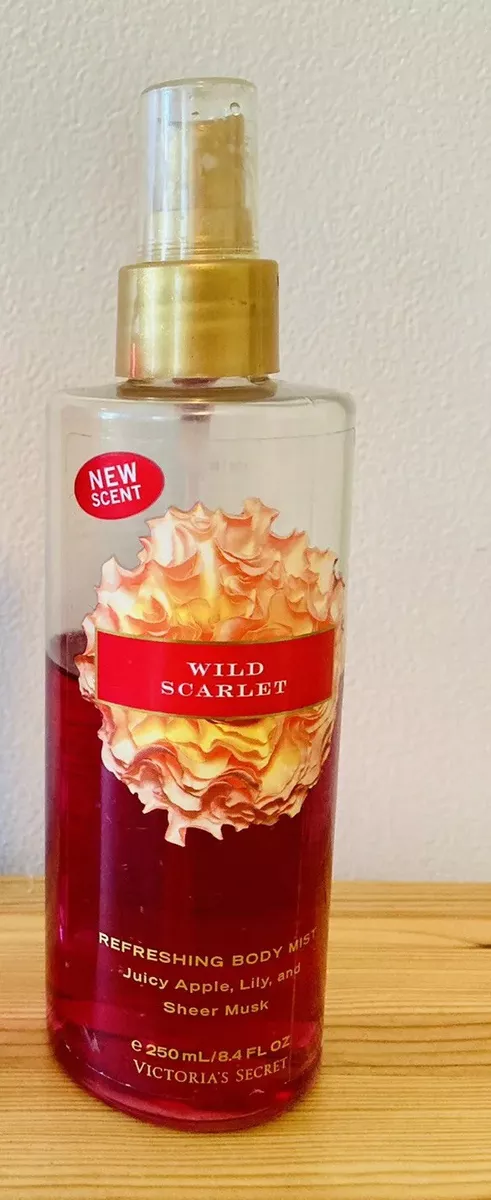 NEW
SCENT
WILD
SCARLET
REFRESHING BODY MIST
Juicy Apple, Lily, and
Sheer Musk
℮ 250 mL/8.4 FL OZ
VICTORIA'S SECRET